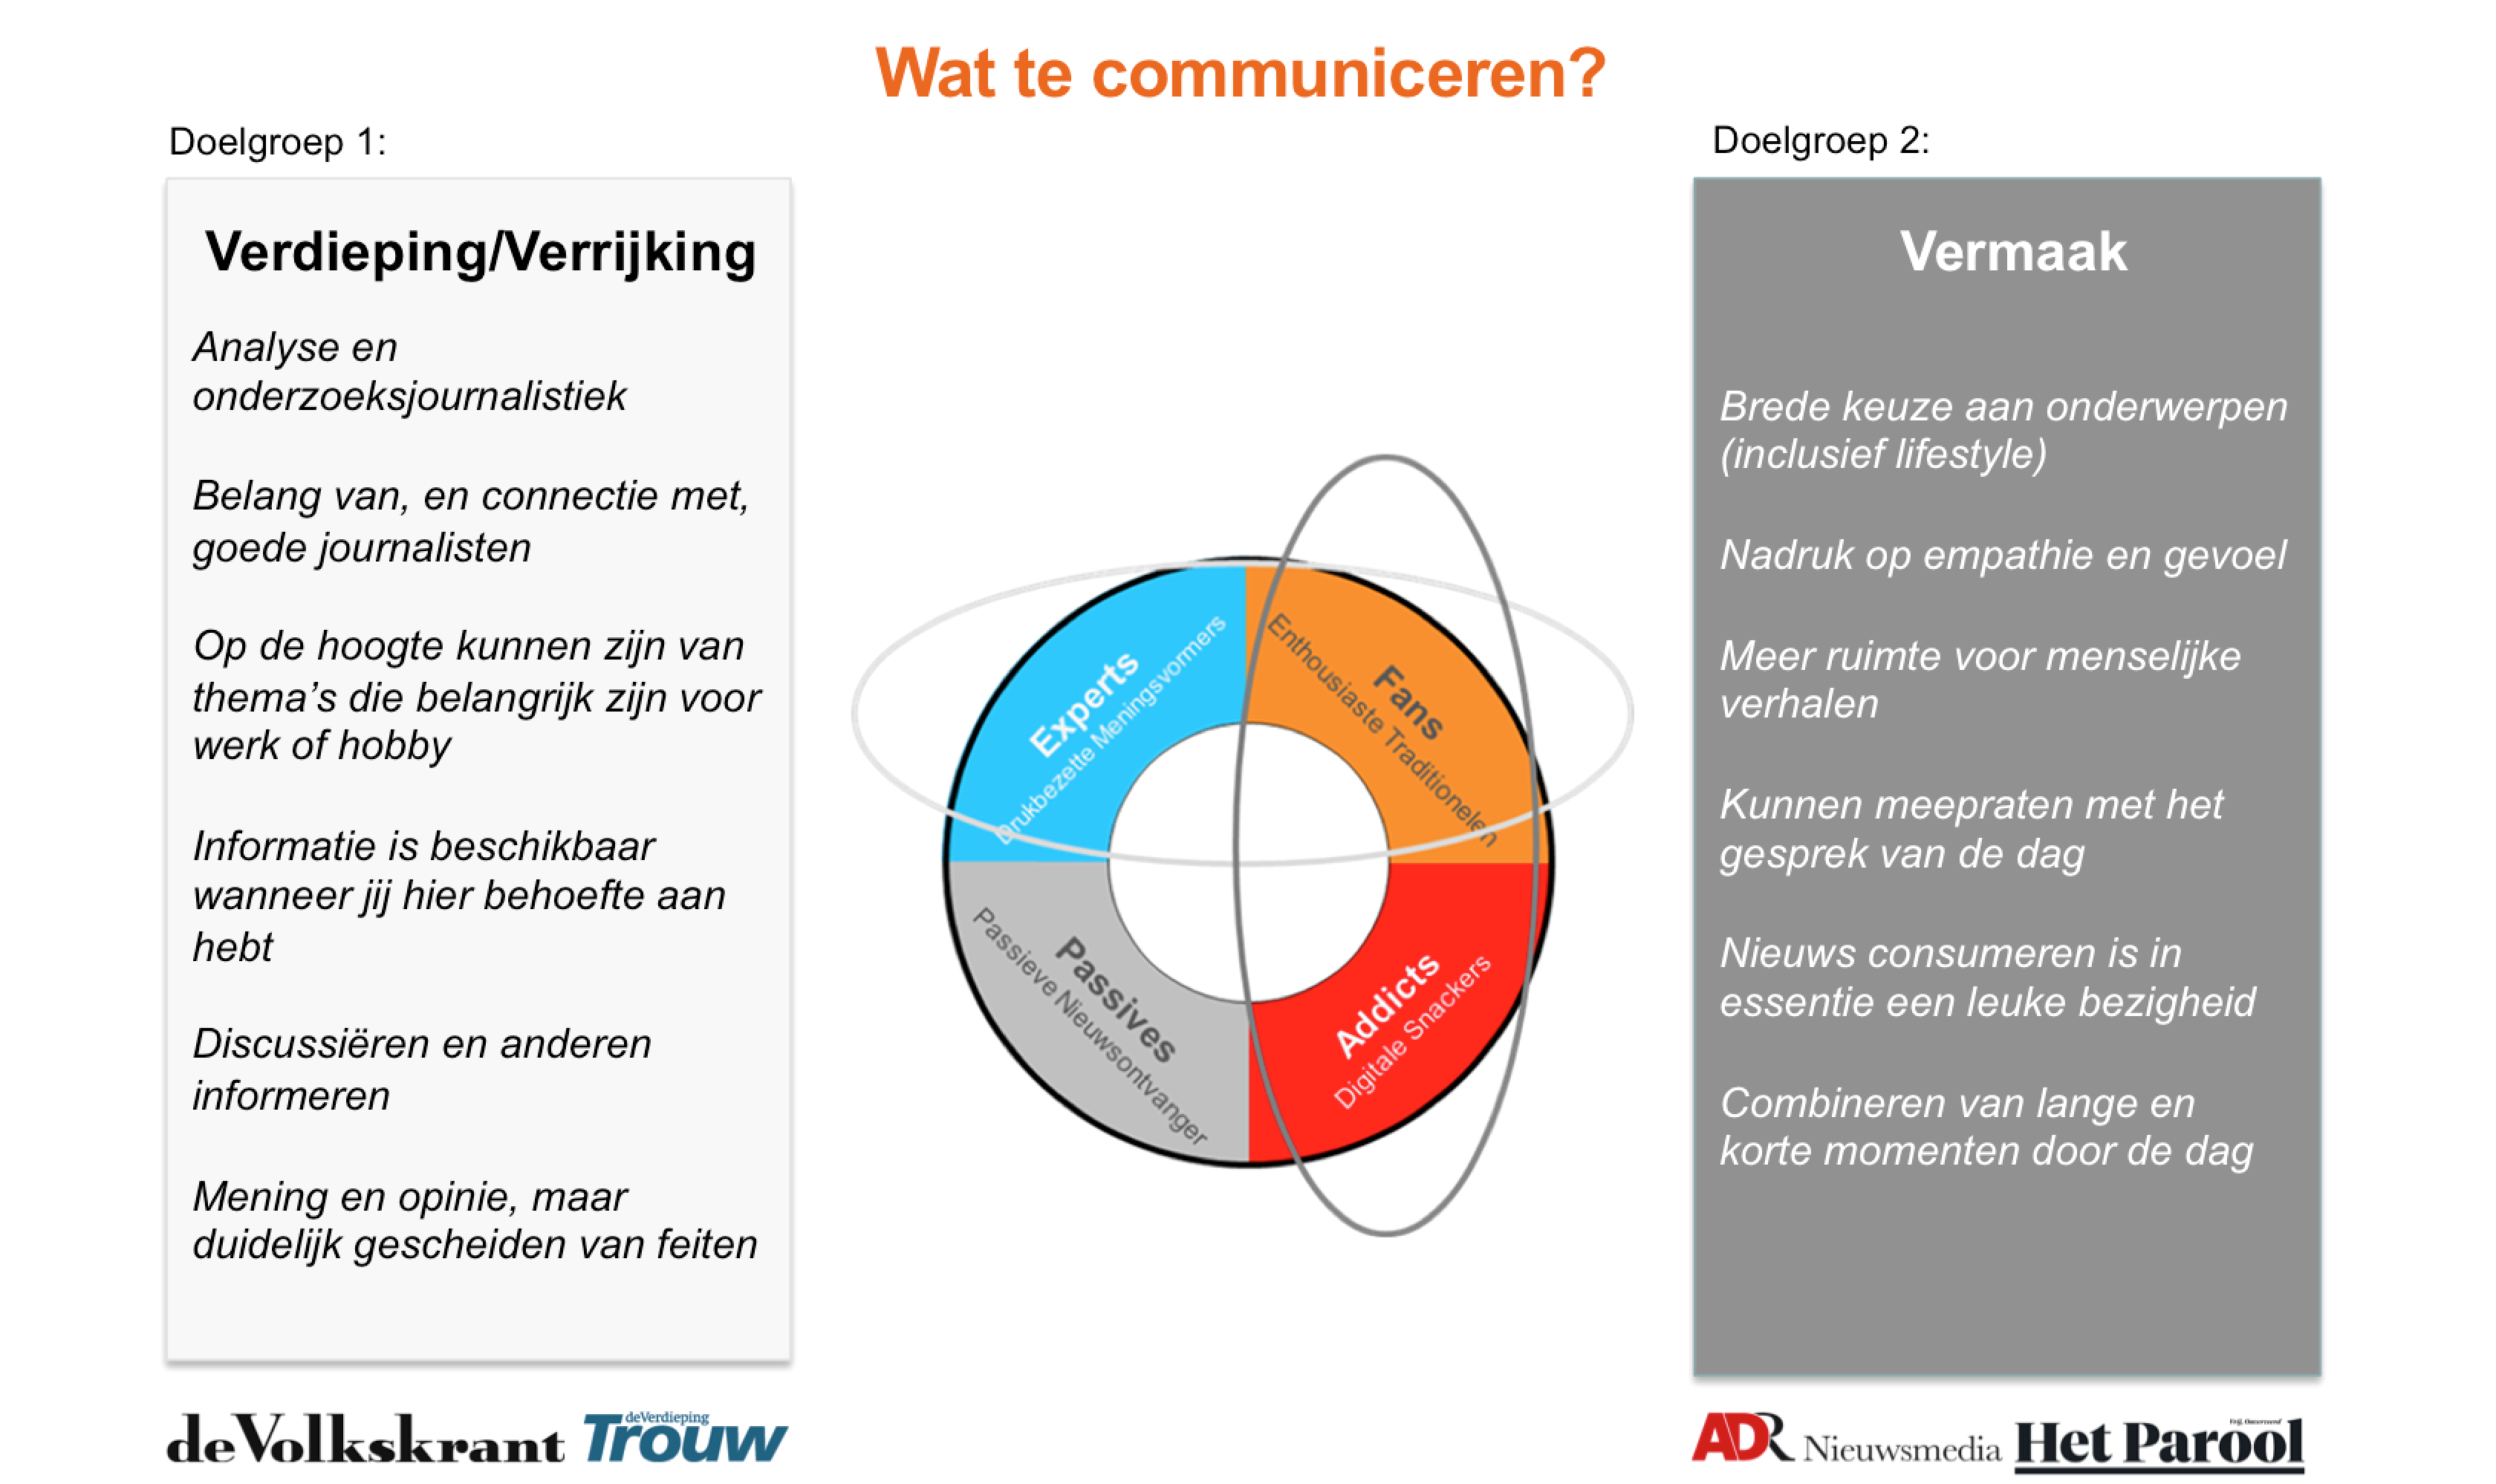 Wat te communiceren?
Doelgroep 1:
Verdieping/Verrijking
Analyse en
onderzoeksjournalistiek
Belang van, en connectie met,
goede journalisten
Op de hoogte kunnen zijn van
thema’s die belangrijk zijn voor
werk of hobby
Informatie is beschikbaar
wanneer jij hier behoefte aan
hebt
Discussiëren en anderen
informeren
Mening en opinie, maar
duidelijk gescheiden van feiten
deVolkskrant
deVerdieping
Trouw
Experts
Drukbezette Meningsvormers
Fans
Enthousiaste Traditionelen
Passives
Passieve Nieuwsontvanger
Addicts
Digitale Snackers
Doelgroep 2:
Vermaak
Brede keuze aan onderwerpen
(inclusief lifestyle)
Nadruk op empathie en gevoel
Meer ruimte voor menselijke
verhalen
Kunnen meepraten met het
gesprek van de dag
Nieuws consumeren is in
essentie een leuke bezigheid
Combineren van lange en
korte momenten door de dag
ADR Nieuwsmedia
Het Parool